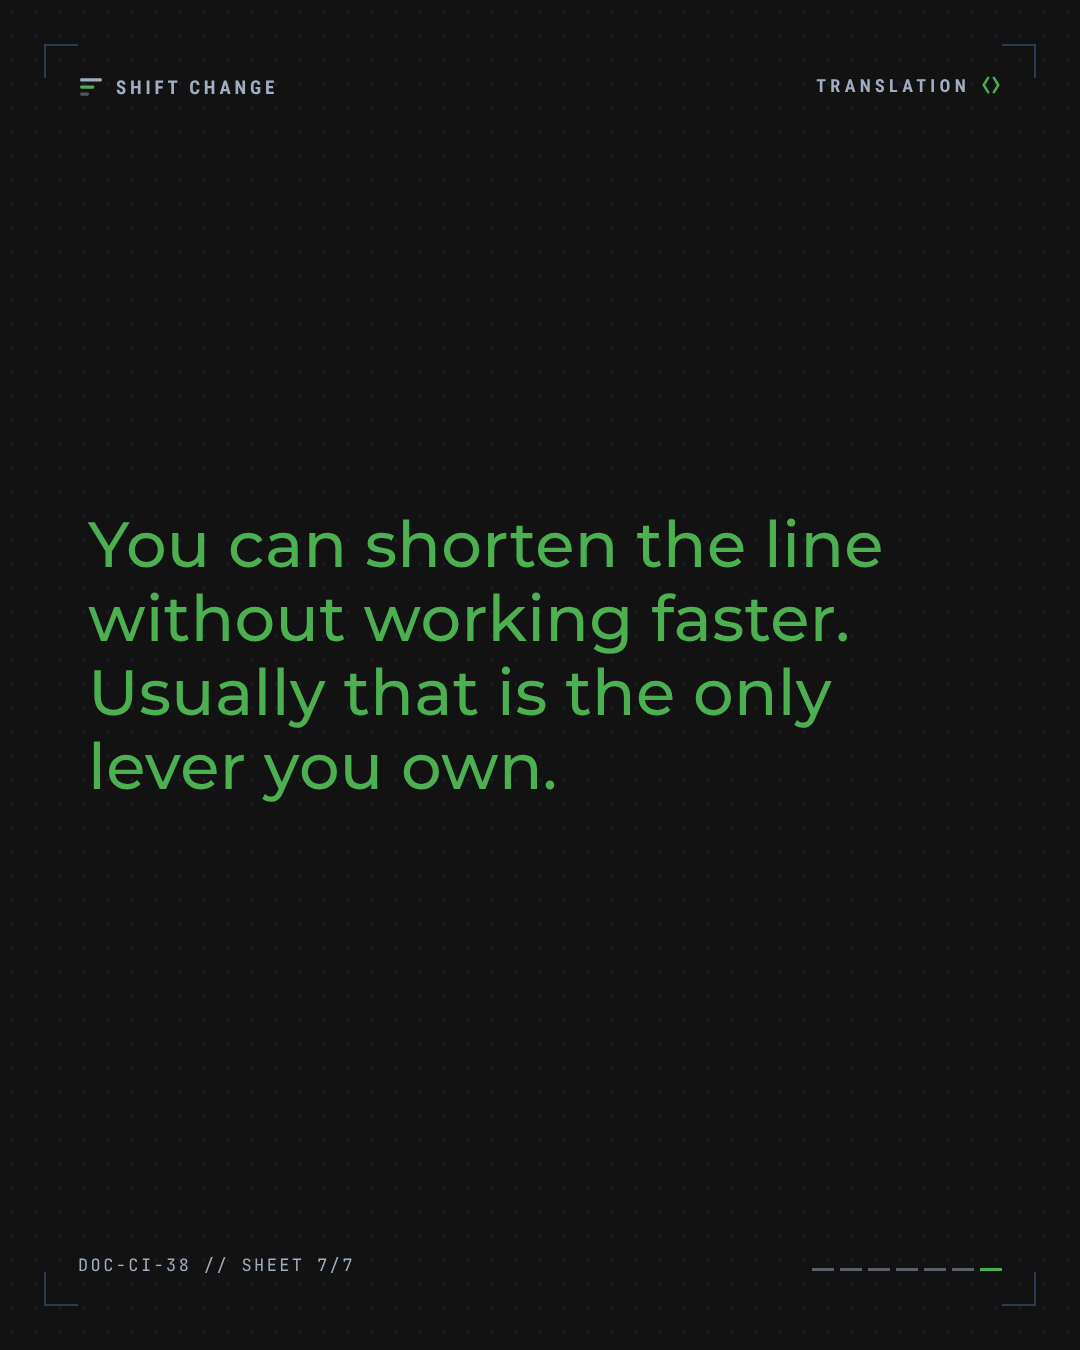 SHIFT CHANGE
TRANSLATION
You can shorten the line
without working faster.
Usually that is the only
lever you own.
DOC-CI-38 // SHEET 7/7